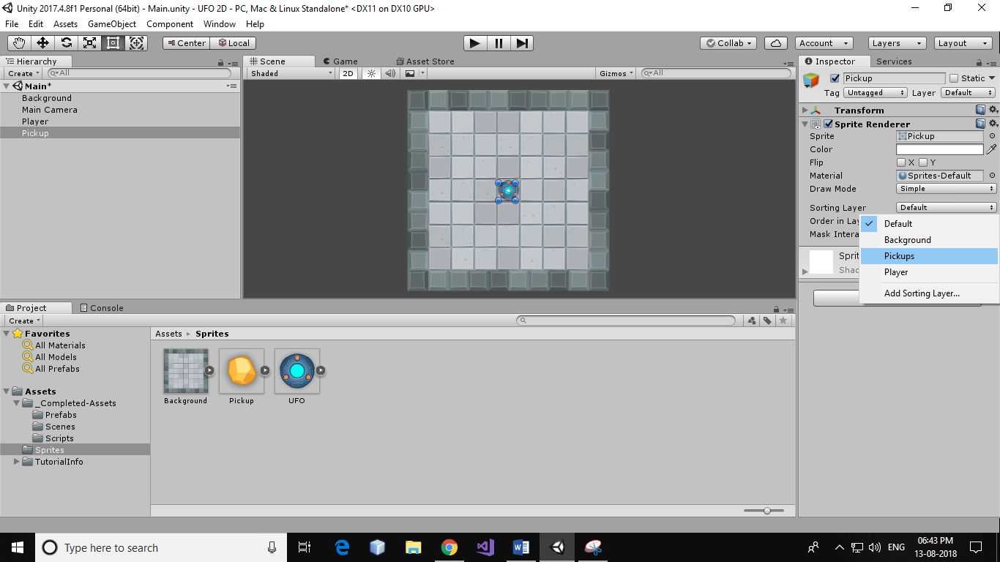 Unity 2017.4.8f1 Personal (64bit) - Main.unity - UFO 2D - PC, Mac & Linux Standalone* <DX11 on DX10 GPU>
File Edit Assets GameObject Component Window Help
Center Local Collab Account Layers Layout
Hierarchy
Create All
Main*
Background
Main Camera
Player
Pickup
Scene Game Asset Store
Shaded 2D Gizmos All
Inspector Services
Pickup Static
Tag Untagged Layer Default
Transform
Sprite Renderer
Sprite Pickup
Color
Flip X Y
Material Sprites-Default
Draw Mode Simple
Sorting Layer Default
Order in Lay
Mask Intera
Default
Background
Pickups
Player
Add Sorting Layer...
Sprit
Shad
Project Console
Create
Favorites
All Materials
All Models
All Prefabs
Assets
_Completed-Assets
Prefabs
Scenes
Scripts
Sprites
TutorialInfo
Assets Sprites
Background Pickup UFO
Type here to search
ENG
06:43 PM
13-08-2018